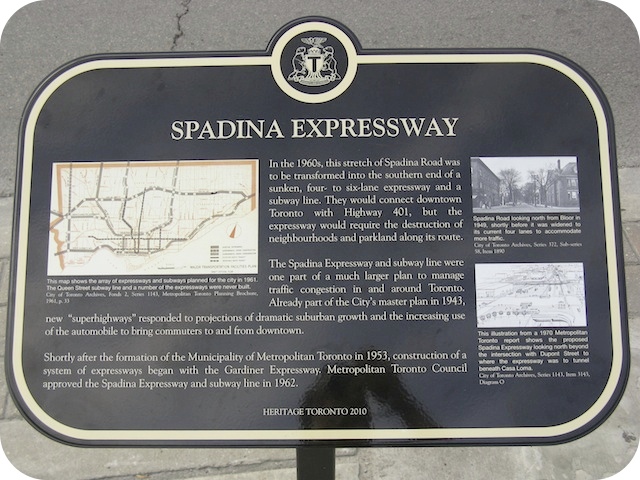 T
SPADINA EXPRESSWAY
In the 1960s, this stretch of Spadina Road was
to be transformed into the southern end of a
sunken, four- to six-lane expressway and a
subway line. They would connect downtown
Toronto with Highway 401, but the
expressway would require the destruction of
neighbourhoods and parkland along its route.
The Spadina Expressway and subway line were
one part of a much larger plan to manage
traffic congestion in and around Toronto.
Already part of the City's master plan in 1943,
new "superhighways" responded to projections of dramatic suburban growth and the increasing use
of the automobile to bring commuters to and from downtown.
Shortly after the formation of the Municipality of Metropolitan Toronto in 1953, construction of a
system of expressways began with the Gardiner Expressway. Metropolitan Toronto Council
approved the Spadina Expressway and subway line in 1962.
This map shows the array of expressways and subways planned for the city in 1961.
The Queen Street subway line and a number of the expressways were never built.
City of Toronto Archives, Fonds 2, Series 1143, Metropolitan Toronto Planning Brochure,
1961, p. 33
Spadina Road looking north from Bloor in
1949, shortly before it was widened to
its current four lanes to accommodate
more traffic.
City of Toronto Archives, Series 372, Sub-series
58, Item 1890
This illustration from a 1970 Metropolitan
Toronto report shows the proposed
Spadina Expressway looking north beyond
the intersection with Dupont Street to
where the expressway was to tunnel
beneath Casa Loma.
City of Toronto Archives, Series 1143, Item 3143,
Diagram O
HERITAGE TORONTO 2010